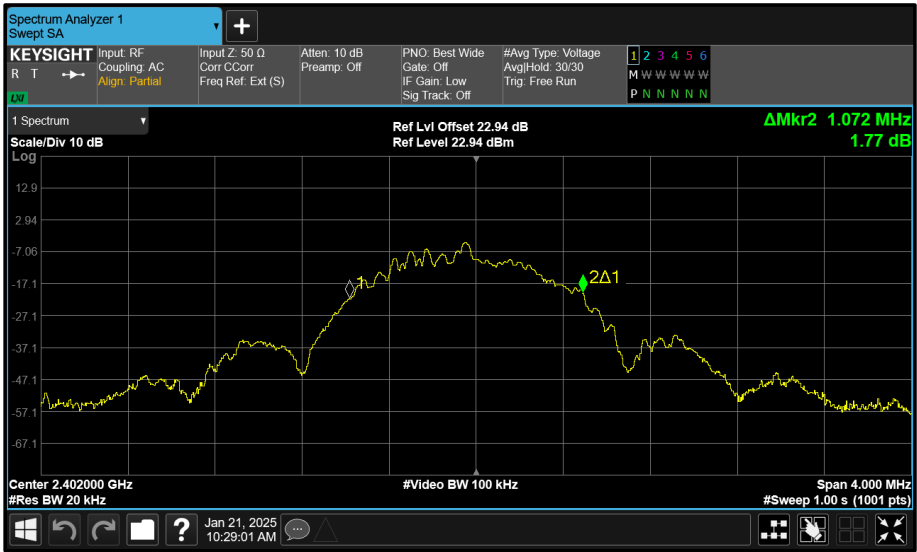 Spectrum Analyzer 1
Swept SA
KEYSIGHT
R T
LXI
Input: RF
Coupling: AC
Align: Partial
Input Z: 50 Ω
Corr CCorr
Freq Ref: Ext (S)
Atten: 10 dB
Preamp: Off
PNO: Best Wide
Gate: Off
IF Gain: Low
Sig Track: Off
#Avg Type: Voltage
Avg|Hold: 30/30
Trig: Free Run
1 2 3 4 5 6
M W W W W W
P N N N N N
1 Spectrum
Scale/Div 10 dB
Ref Lvl Offset 22.94 dB
Ref Level 22.94 dBm
ΔMkr2 1.072 MHz
1.77 dB
Log
12.9
2.94
-7.06
-17.1
-27.1
-37.1
-47.1
-57.1
-67.1
1
2Δ1
Center 2.402000 GHz
#Video BW 100 kHz
Span 4.000 MHz
#Res BW 20 kHz
#Sweep 1.00 s (1001 pts)
?
Jan 21, 2025
10:29:01 AM